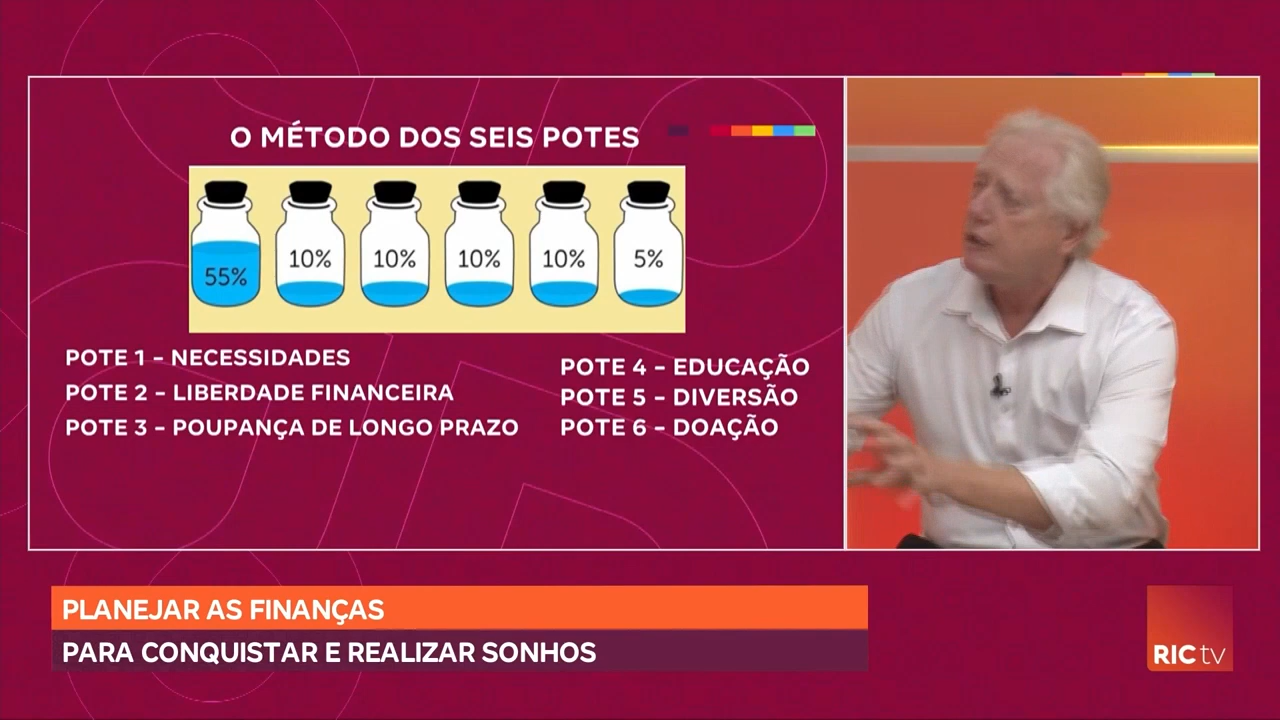 O MÉTODO DOS SEIS POTES
55%
10%
10%
10%
10%
5%
POTE 1 - NECESSIDADES
POTE 2 - LIBERDADE FINANCEIRA
POTE 3 - POUPANÇA DE LONGO PRAZO
POTE 4 - EDUCAÇÃO
POTE 5 - DIVERSÃO
POTE 6 - DOAÇÃO
PLANEJAR AS FINANÇAS
PARA CONQUISTAR E REALIZAR SONHOS
RIC tv